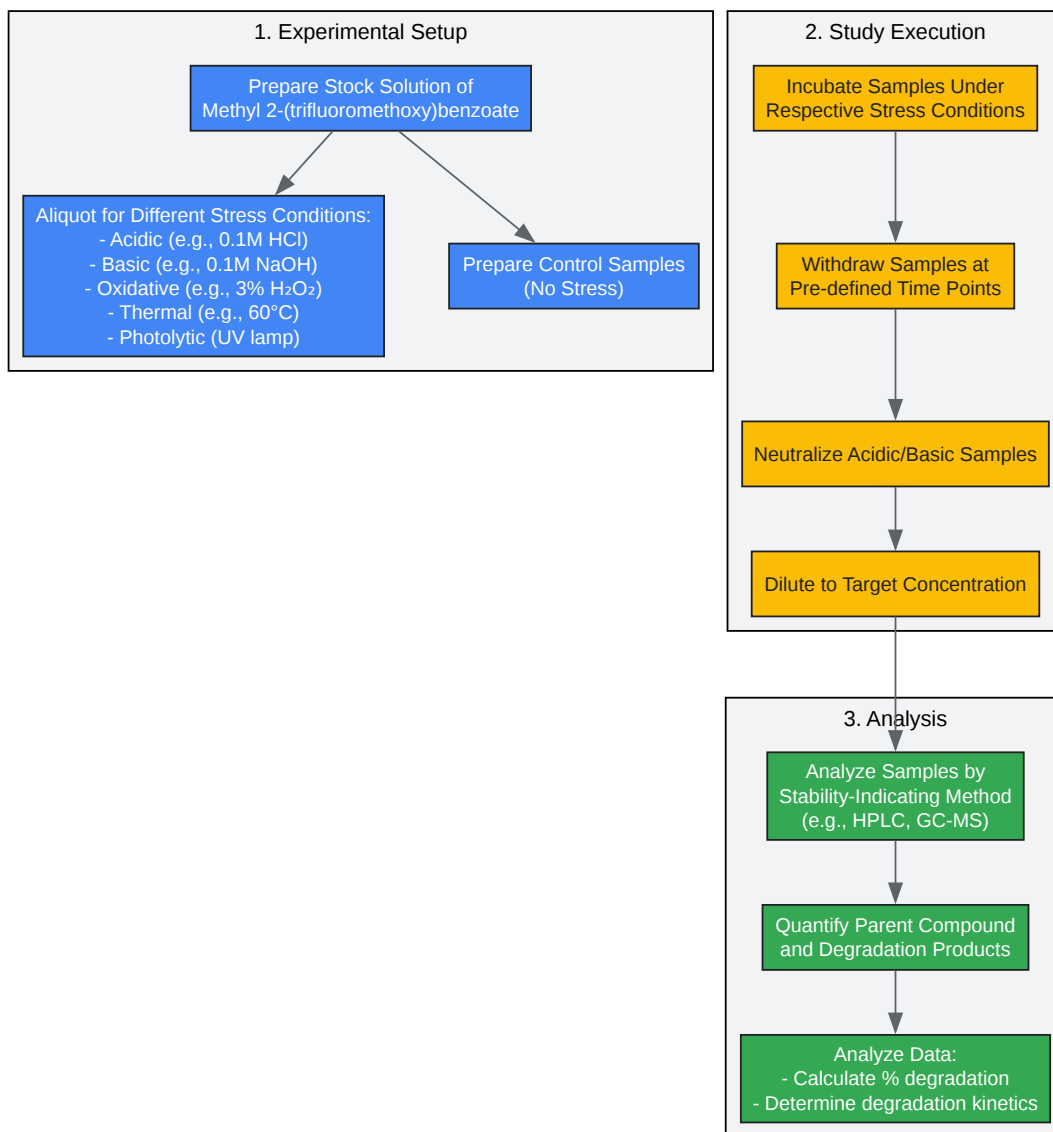 1. Experimental Setup
Prepare Stock Solution of
Methyl 2-(trifluoromethoxy)benzoate
Aliquot for Different Stress Conditions:
- Acidic (e.g., 0.1M HCl)
- Basic (e.g., 0.1M NaOH)
- Oxidative (e.g., 3% H₂O₂)
- Thermal (e.g., 60°C)
- Photolytic (UV lamp)
Prepare Control Samples
(No Stress)
2. Study Execution
Incubate Samples Under
Respective Stress Conditions
Withdraw Samples at
Pre-defined Time Points
Neutralize Acidic/Basic Samples
Dilute to Target Concentration
3. Analysis
Analyze Samples by
Stability-Indicating Method
(e.g., HPLC, GC-MS)
Quantify Parent Compound
and Degradation Products
Analyze Data:
- Calculate % degradation
- Determine degradation kinetics